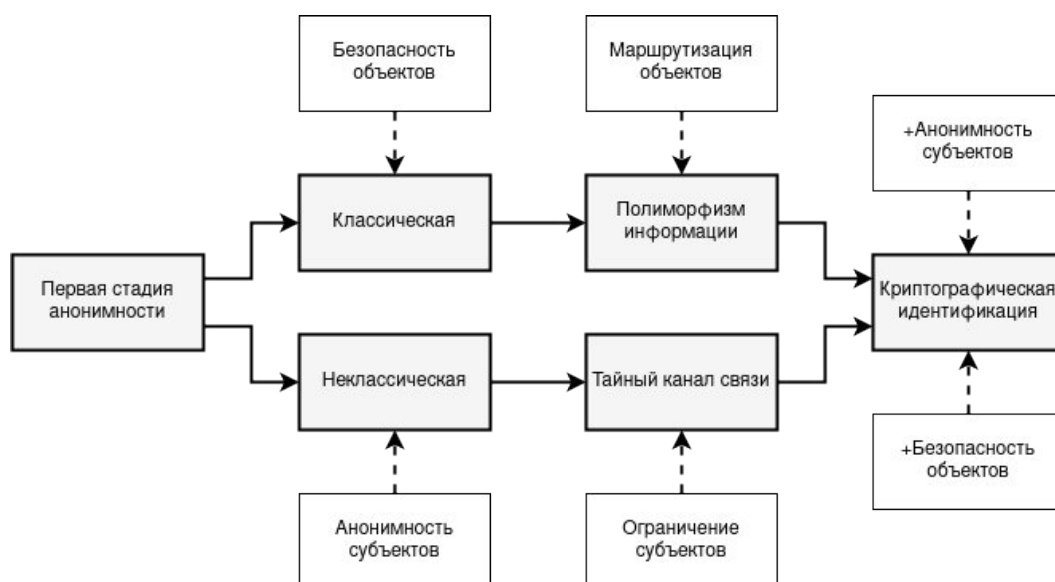 Безопасность
объектов
Маршрутизация
объектов
+Анонимность
субъектов
Классическая
Полиморфизм
информации
Первая стадия
анонимности
Криптографическая
идентификация
Неклассическая
Тайный канал связи
+Безопасность
объектов
Анонимность
субъектов
Ограничение
субъектов